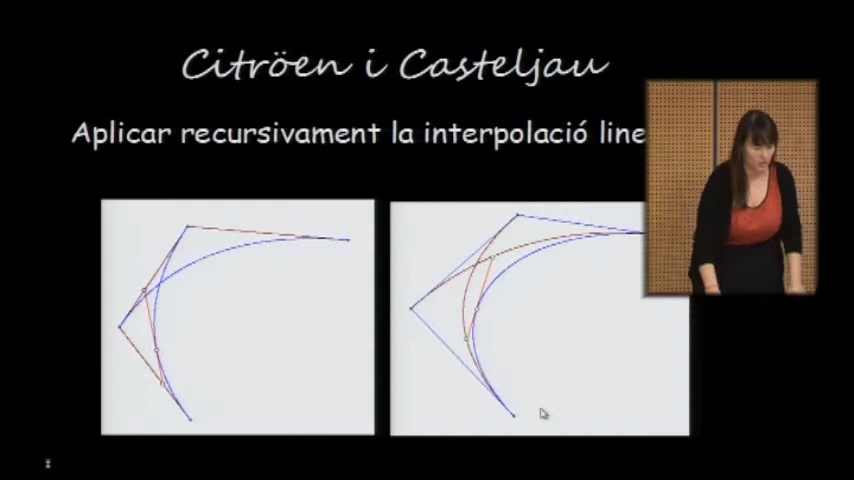 Citröen i Casteljau
Aplicar recursivament la interpolació line